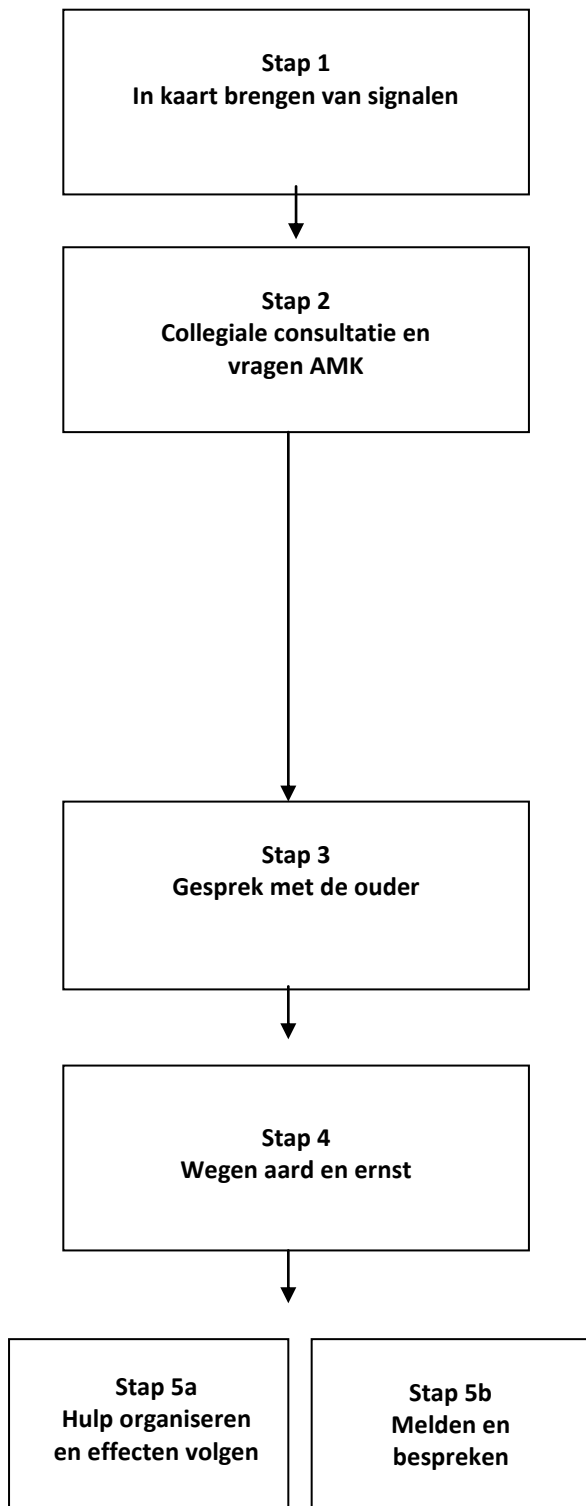 Stap 1
In kaart brengen van signalen
Stap 2
Collegiale consultatie en
vragen AMK
Stap 3
Gesprek met de ouder
Stap 4
Wegen aard en ernst
Stap 5a
Hulp organiseren
en effecten volgen
Stap 5b
Melden en
bespreken